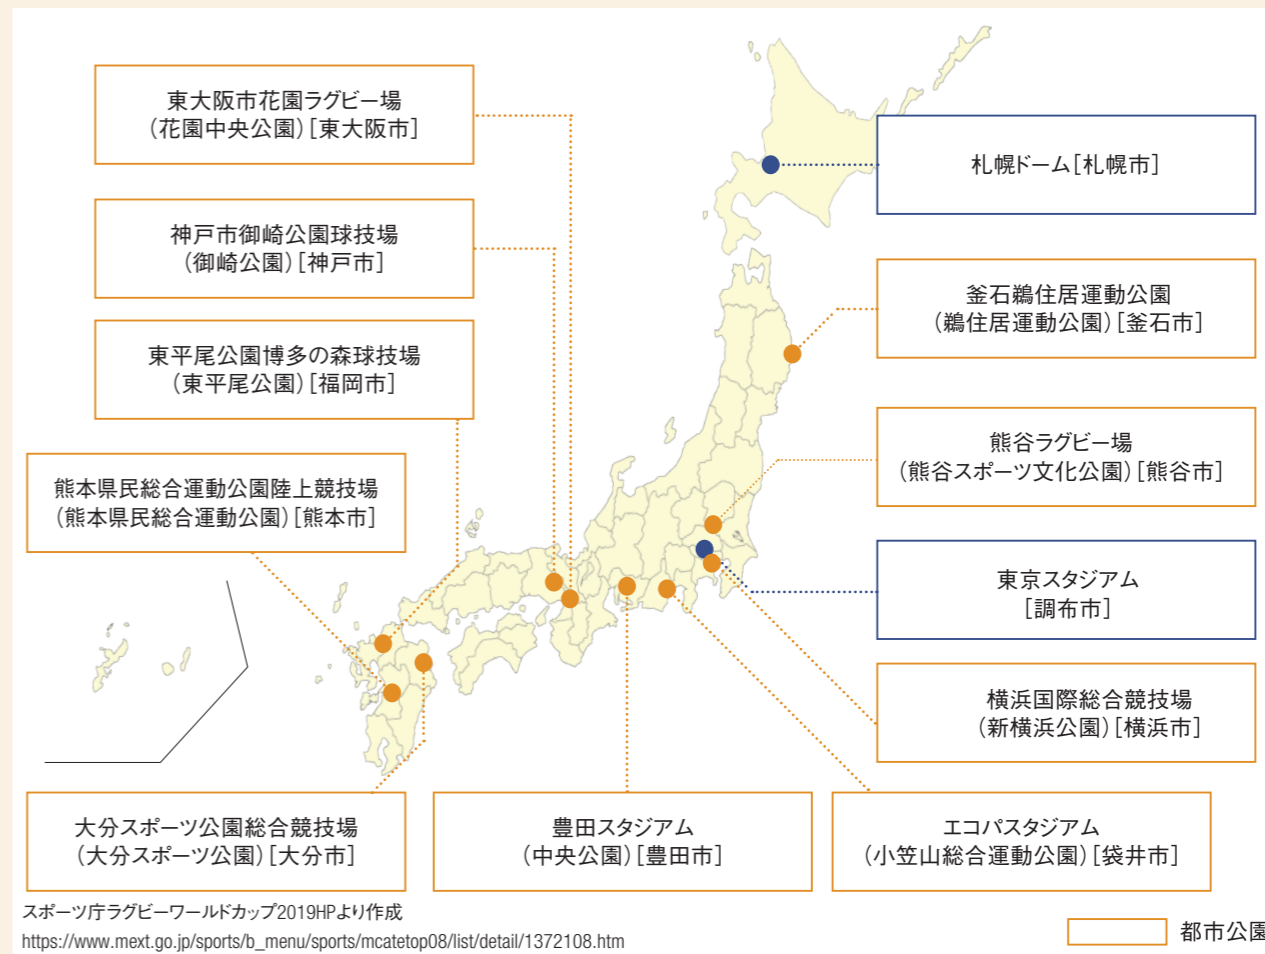 東大阪市花園ラグビー場
(花園中央公園)[東大阪市]
神戸市御崎公園球技場
(御崎公園)[神戸市]
東平尾公園博多の森球技場
(東平尾公園)[福岡市]
熊本県民総合運動公園陸上競技場
(熊本県民総合運動公園)[熊本市]
札幌ドーム[札幌市]
釜石鵜住居運動公園
(鵜住居運動公園)[釜石市]
熊谷ラグビー場
(熊谷スポーツ文化公園)[熊谷市]
東京スタジアム
[調布市]
横浜国際総合競技場
(新横浜公園)[横浜市]
大分スポーツ公園総合競技場
(大分スポーツ公園)[大分市]
豊田スタジアム
(中央公園)[豊田市]
エコパスタジアム
(小笠山総合運動公園)[袋井市]
スポーツ庁ラグビーワールドカップ2019HPより作成
https://www.mext.go.jp/sports/b_menu/sports/mcatetop08/list/detail/1372108.htm
都市公園